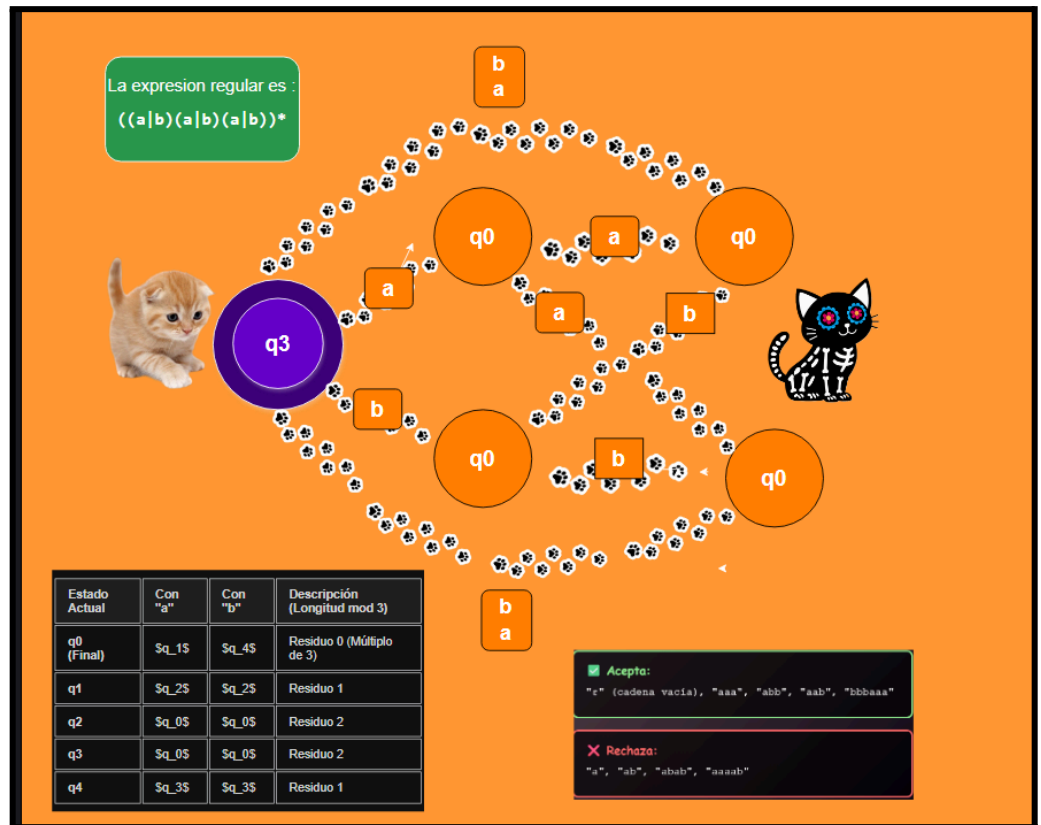 La expresion regular es :
((a|b)(a|b)(a|b))*
b
a
q0
a
q0
a
a
b
q3
b
q0
b
q0
b
a
Estado Actual Con "a" Con "b" Descripción (Longitud mod 3)
q0 (Final) $q_1$ $q_4$ Residuo 0 (Múltiplo de 3)
q1 $q_2$ $q_2$ Residuo 1
q2 $q_0$ $q_0$ Residuo 2
q3 $q_0$ $q_0$ Residuo 2
q4 $q_3$ $q_3$ Residuo 1
Acepta:
"ε" (cadena vacía), "aaa", "abb", "aab", "bbbaaa"
Rechaza:
"a", "ab", "abab", "aaaab"